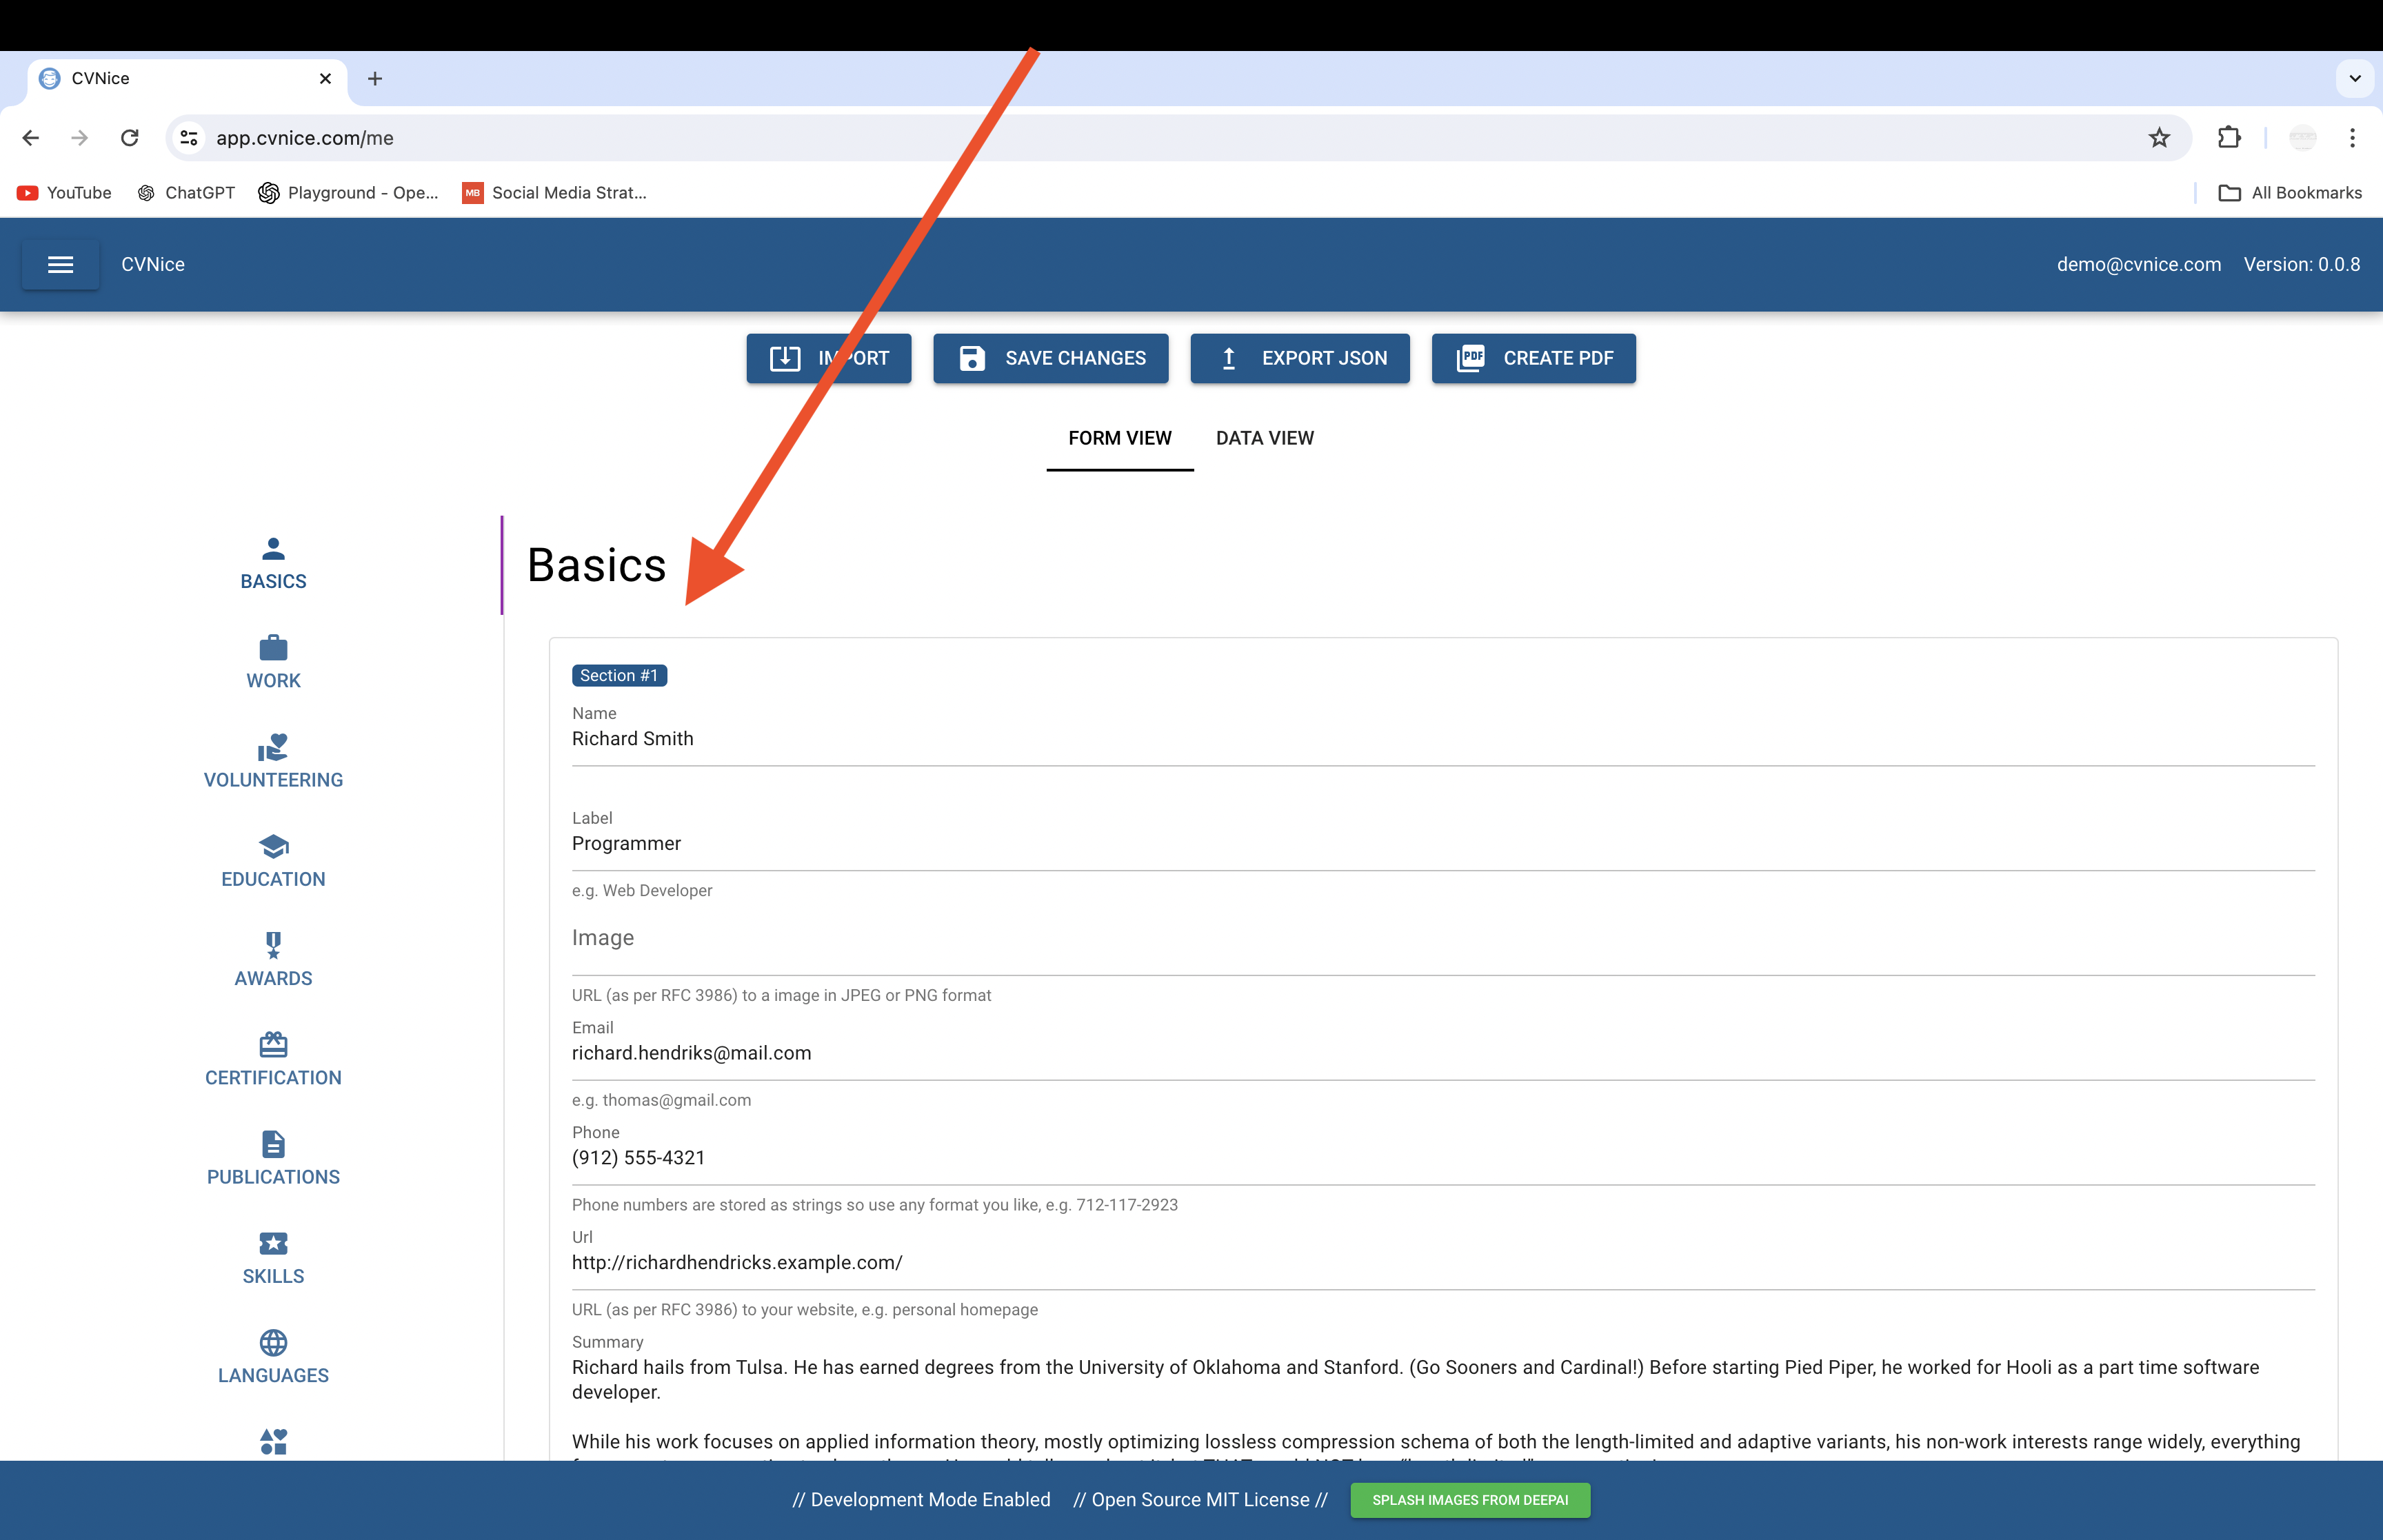 CVNice
app.cvnice.com/me
YouTube
ChatGPT
Playground - Ope...
MB
Social Media Strat...
All Bookmarks
CVNice
demo@cvnice.com
Version: 0.0.8
IMPORT
SAVE CHANGES
EXPORT JSON
PDF
CREATE PDF
FORM VIEW
DATA VIEW
BASICS
WORK
VOLUNTEERING
EDUCATION
AWARDS
CERTIFICATION
PUBLICATIONS
SKILLS
LANGUAGES
Basics
Section #1
Name
Richard Smith
Label
Programmer
e.g. Web Developer
Image
URL (as per RFC 3986) to a image in JPEG or PNG format
Email
richard.hendriks@mail.com
e.g. thomas@gmail.com
Phone
(912) 555-4321
Phone numbers are stored as strings so use any format you like, e.g. 712-117-2923
Url
http://richardhendricks.example.com/
URL (as per RFC 3986) to your website, e.g. personal homepage
Summary
Richard hails from Tulsa. He has earned degrees from the University of Oklahoma and Stanford. (Go Sooners and Cardinal!) Before starting Pied Piper, he worked for Hooli as a part time software
developer.
While his work focuses on applied information theory, mostly optimizing lossless compression schema of both the length-limited and adaptive variants, his non-work interests range widely, everything
// Development Mode Enabled
// Open Source MIT License //
SPLASH IMAGES FROM DEEPAI